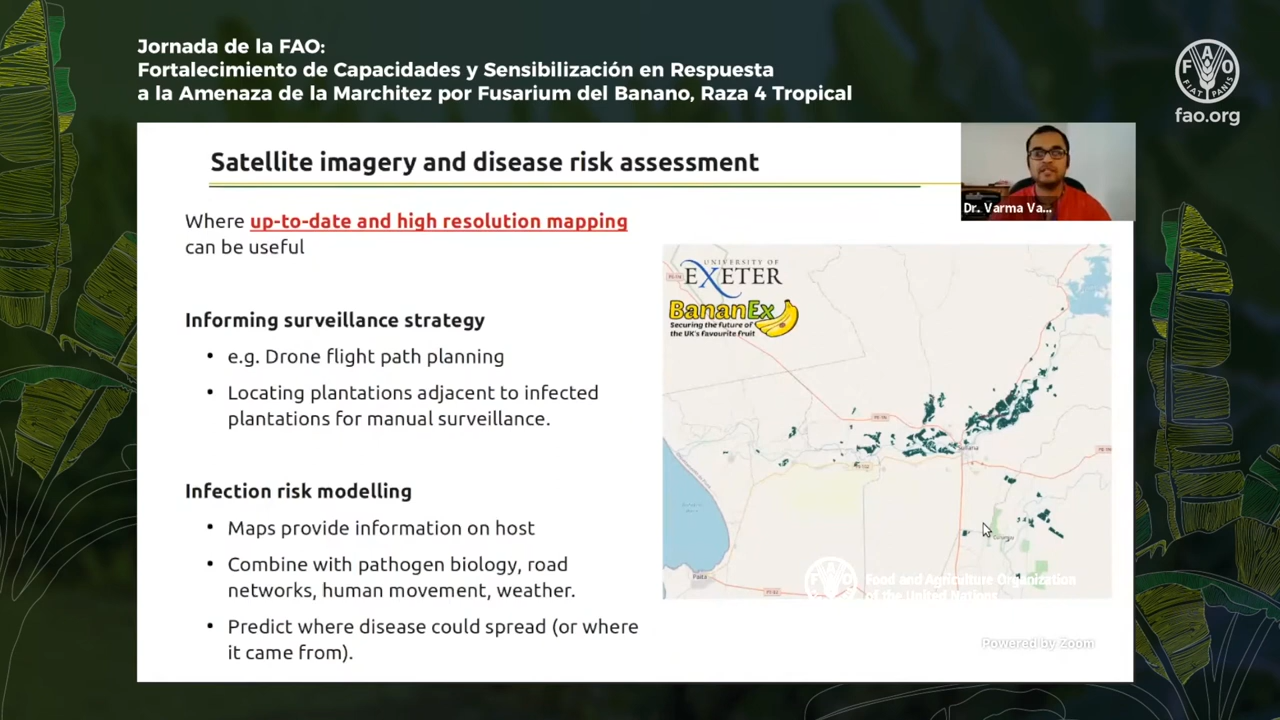 Jornada de la FAO:
Fortalecimiento de Capacidades y Sensibilización en Respuesta
a la Amenaza de la Marchitez por Fusarium del Banano, Raza 4 Tropical
FAO
FIAT PANIS
fao.org
Satellite imagery and disease risk assessment
Dr. Varma Va...
Where up-to-date and high resolution mapping
can be useful
Informing surveillance strategy
• e.g. Drone flight path planning
• Locating plantations adjacent to infected
plantations for manual surveillance.
Infection risk modelling
• Maps provide information on host
• Combine with pathogen biology, road
networks, human movement, weather.
• Predict where disease could spread (or where
it came from).
UNIVERSITY OF
EXETER
BananEx
Securing the future of
the UK's favourite fruit
Sullana
Paita
Food and Agriculture Organization
of the United Nations
Powered by Zoom